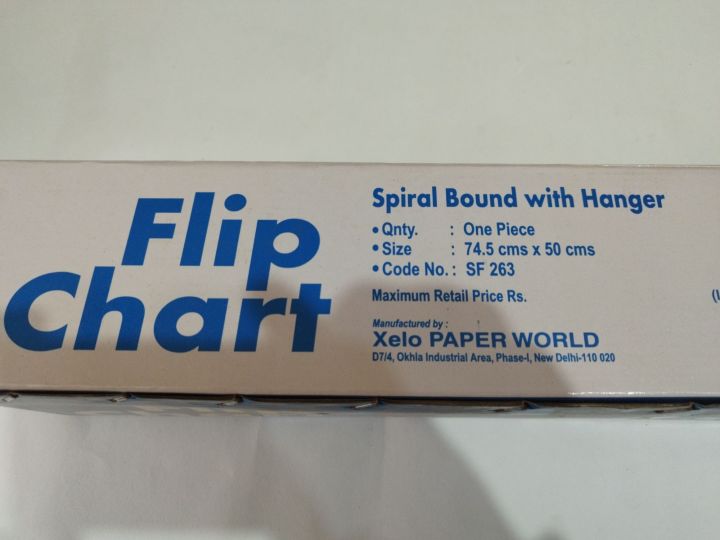 Flip
Chart
Spiral Bound with Hanger
• Qnty. : One Piece
• Size : 74.5 cms x 50 cms
• Code No. : SF 263
Maximum Retail Price Rs.
Manufactured by :
Xelo PAPER WORLD
D7/4, Okhla Industrial Area, Phase-I, New Delhi-110 020